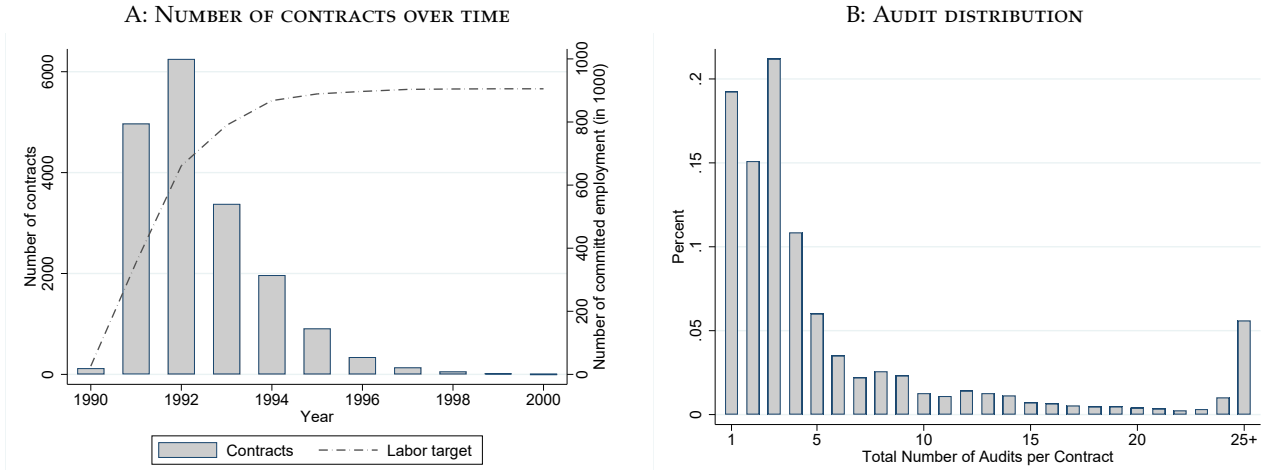 A: NUMBER OF CONTRACTS OVER TIME
Number of contracts
6000
4000
2000
0
1000
800
600
400
200
0
Number of committed employment (in 1000)
1990 1992 1994 1996 1998 2000
Year
Contracts Labor target
B: AUDIT DISTRIBUTION
Percent
.2
.15
.1
.05
0
1 5 10 15 20 25+
Total Number of Audits per Contract